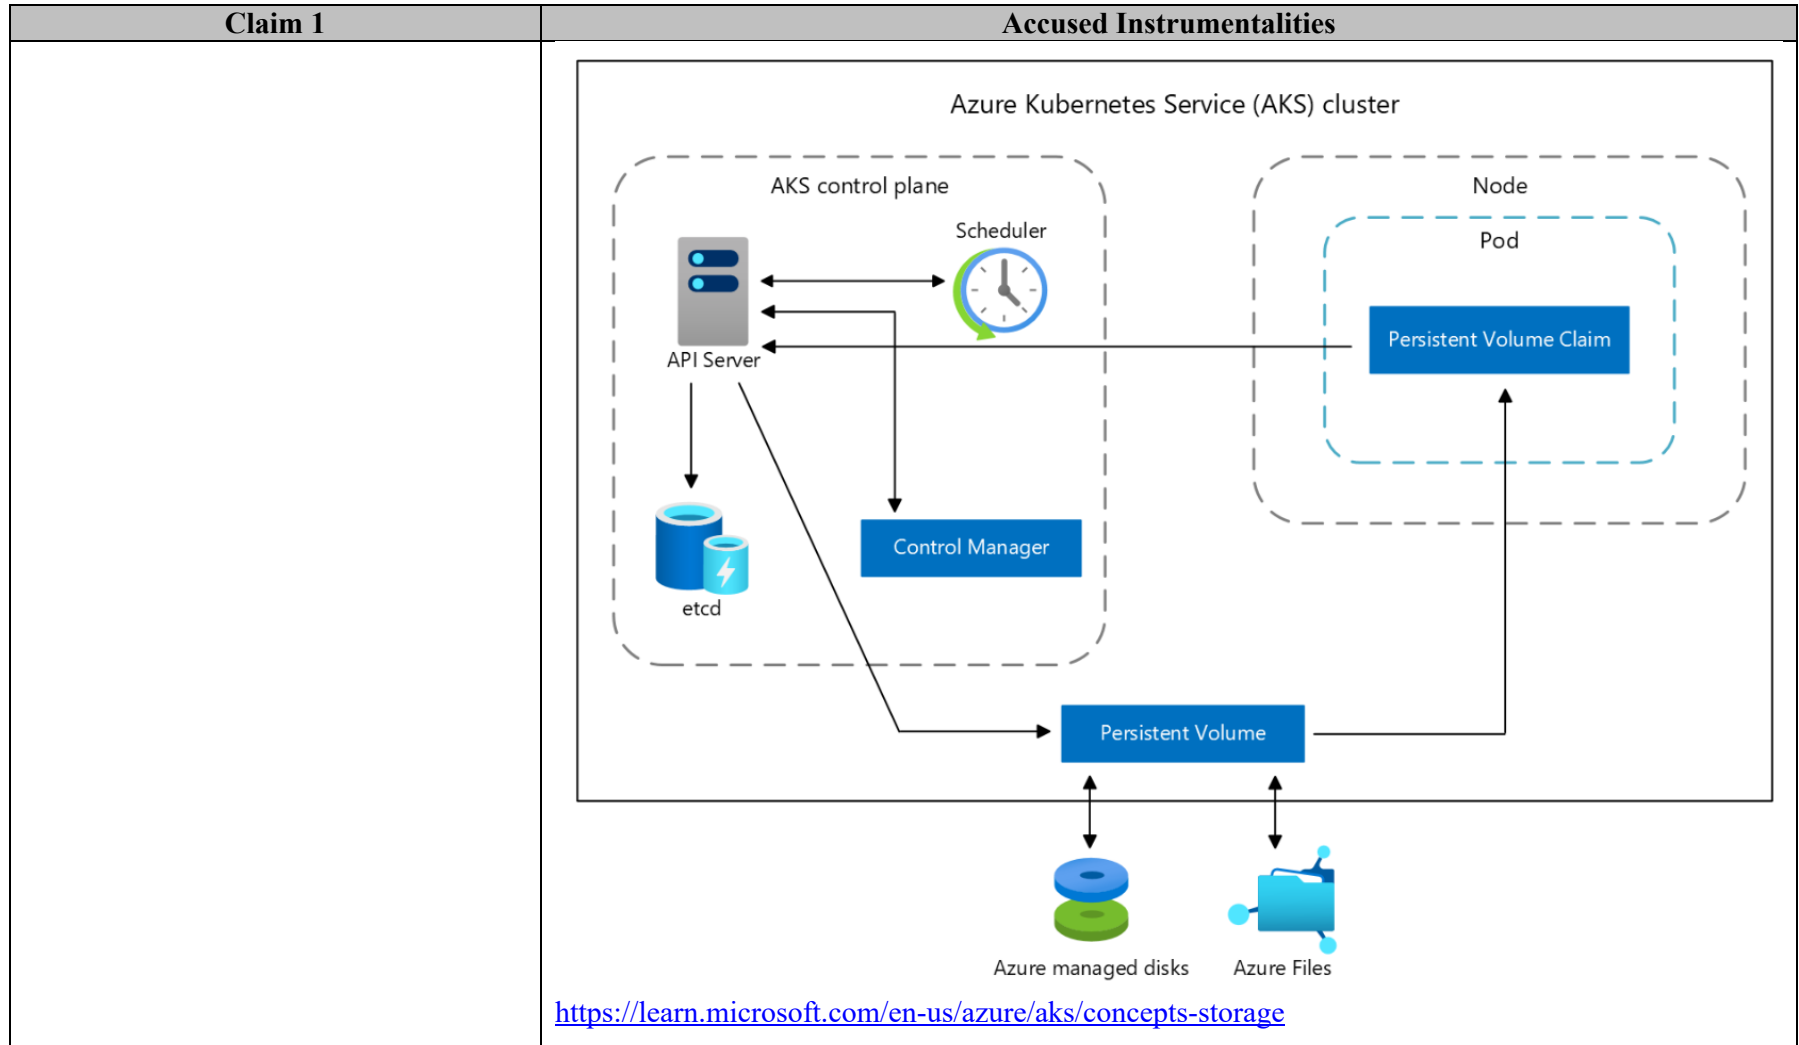 Claim 1
Accused Instrumentalities
Azure Kubernetes Service (AKS) cluster
AKS control plane
Node
Scheduler
Pod
API Server
Persistent Volume Claim
Control Manager
etcd
Persistent Volume
Azure managed disks
Azure Files
https://learn.microsoft.com/en-us/azure/aks/concepts-storage